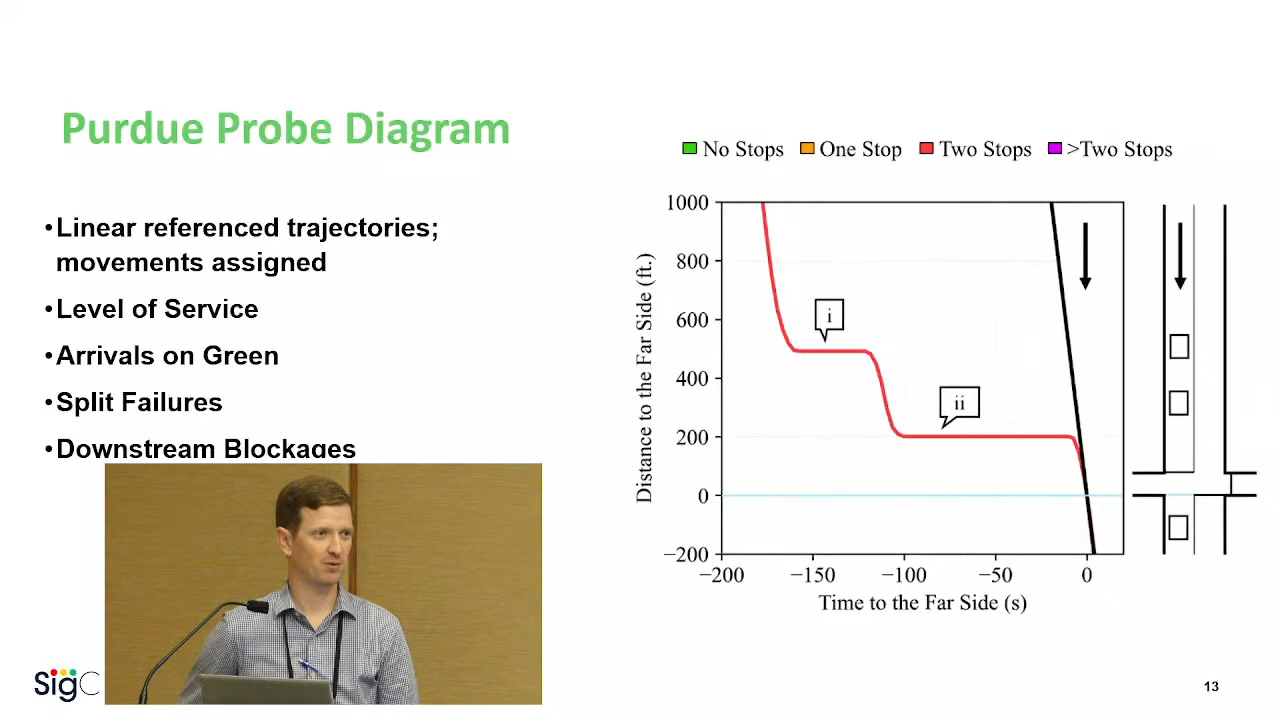 Purdue Probe Diagram
•Linear referenced trajectories;
movements assigned
•Level of Service
•Arrivals on Green
•Split Failures
•Downstream Blockages
No Stops One Stop Two Stops >Two Stops
1000
800
600
400
200
0
−200
Distance to the Far Side (ft.)
i
ii
−200 −150 −100 −50 0
Time to the Far Side (s)
SigC
13